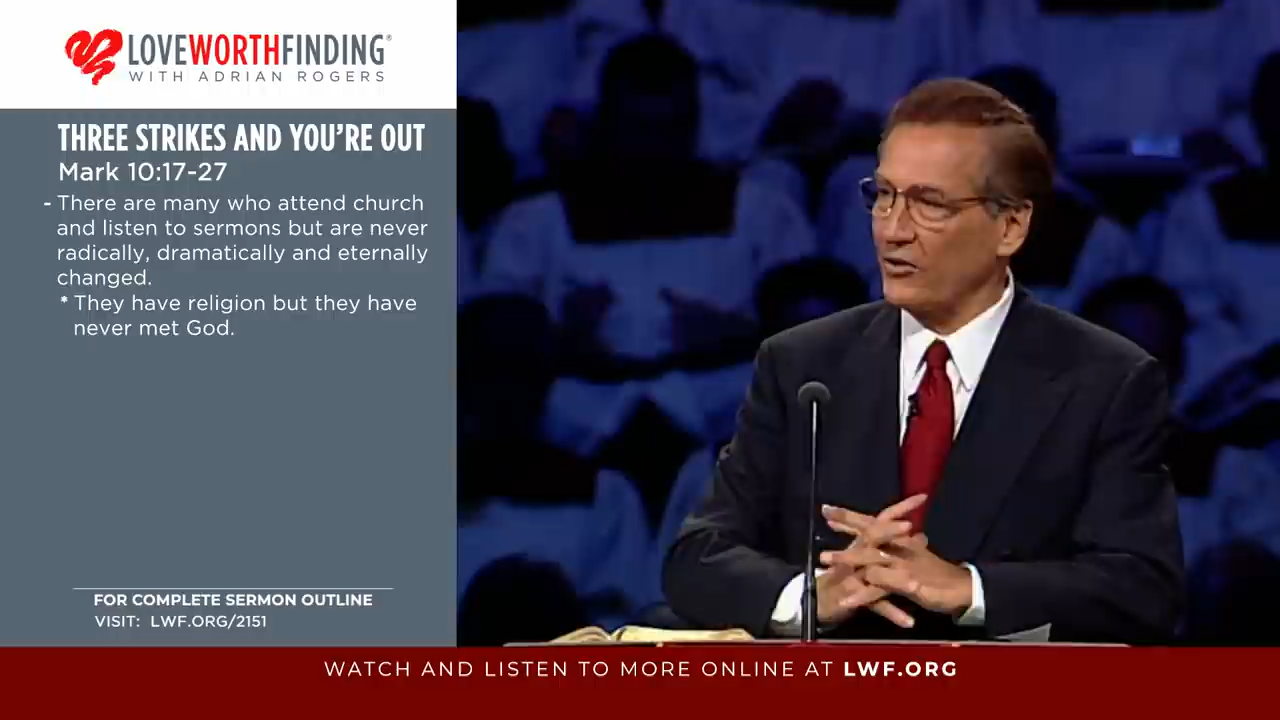 LOVEWORTHFINDING®
WITH ADRIAN ROGERS
THREE STRIKES AND YOU'RE OUT
Mark 10:17-27
- There are many who attend church
and listen to sermons but are never
radically, dramatically and eternally
changed.
* They have religion but they have
never met God.
FOR COMPLETE SERMON OUTLINE
VISIT: LWF.ORG/2151
WATCH AND LISTEN TO MORE ONLINE AT LWF.ORG